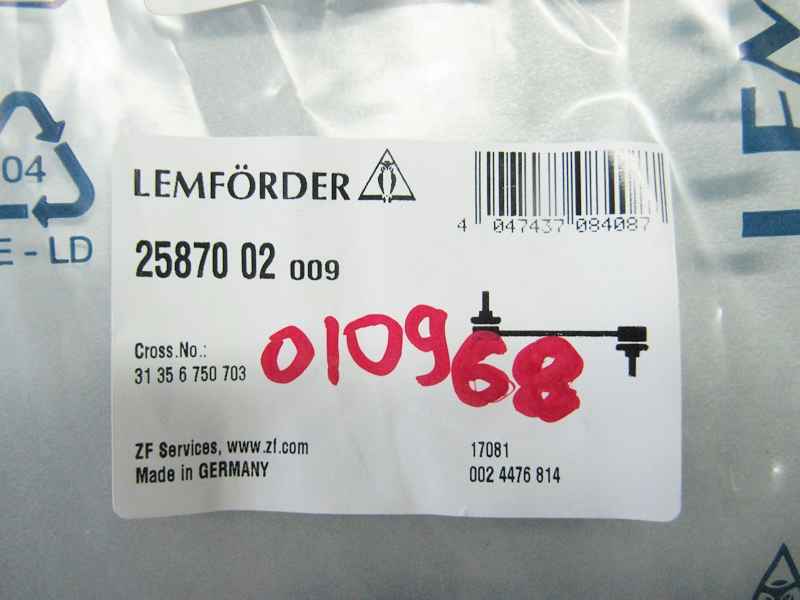 04
E - LD
LEMFÖRDER
4 047437 084087
25870 02 009
Cross.No.:
31 35 6 750 703
010968
ZF Services, www.zf.com
Made in GERMANY
17081
002 4476 814
LEM